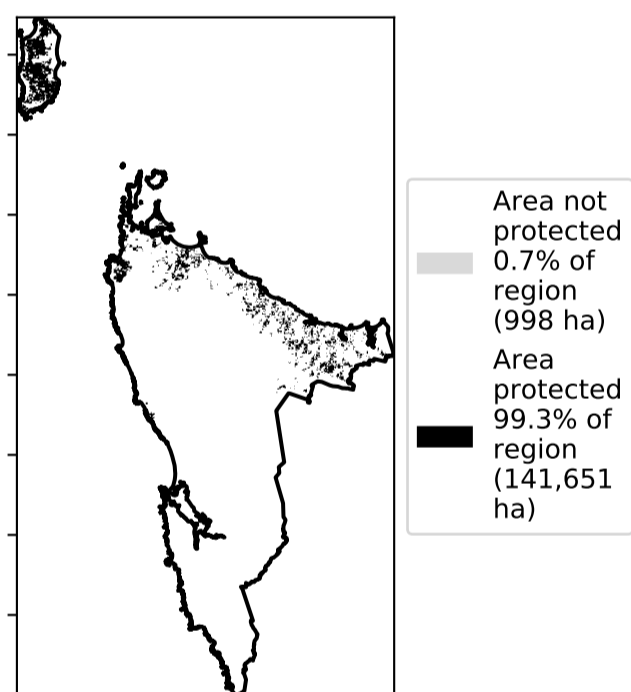 Area not
protected
0.7% of
region
(998 ha)
Area
protected
99.3% of
region
(141,651
ha)